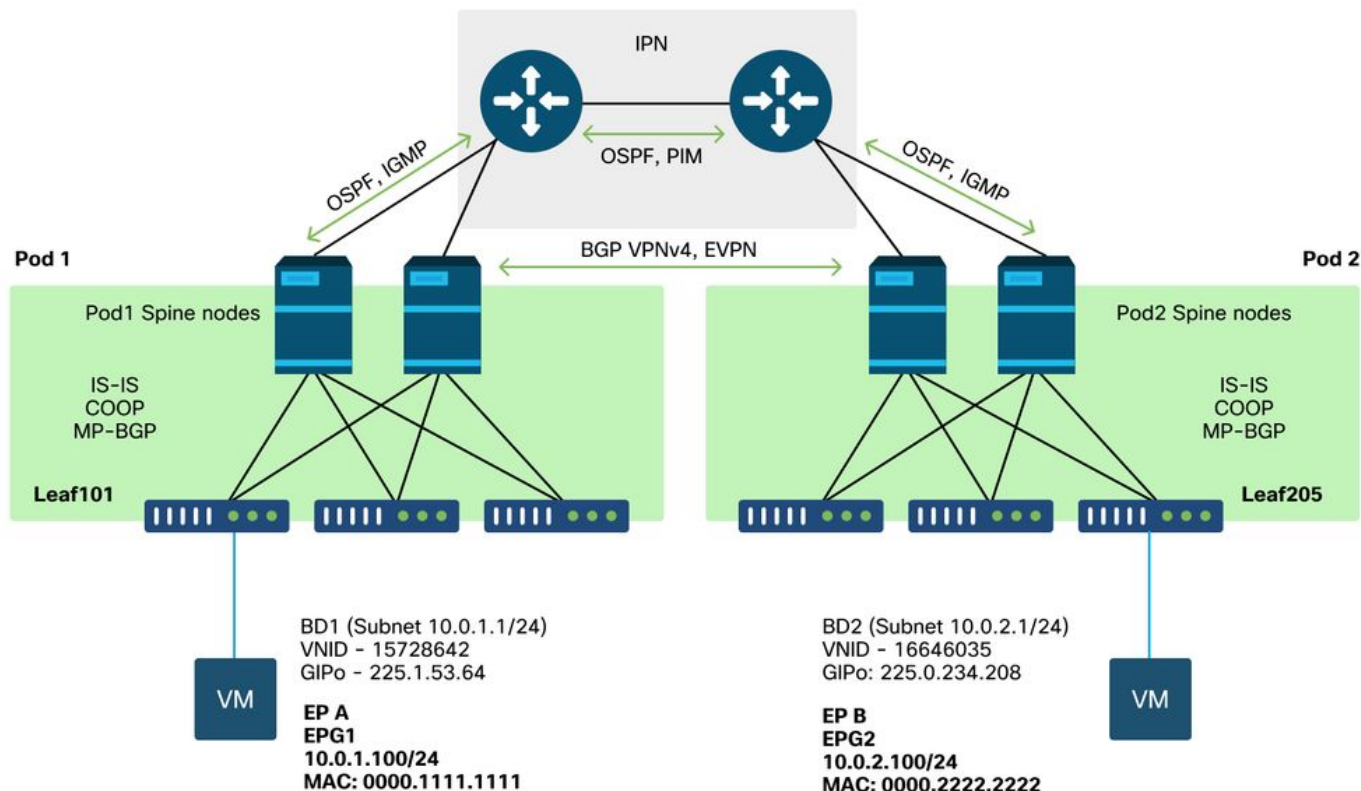 IPN
OSPF, IGMP
OSPF, PIM
OSPF, IGMP
BGP VPNv4, EVPN
Pod 1
Pod 2
Pod1 Spine nodes
Pod2 Spine nodes
IS-IS
COOP
MP-BGP
IS-IS
COOP
MP-BGP
Leaf101
Leaf205
VM
BD1 (Subnet 10.0.1.1/24)
VNID - 15728642
GIPo - 225.1.53.64
EP A
EPG1
10.0.1.100/24
MAC: 0000.1111.1111
BD2 (Subnet 10.0.2.1/24)
VNID - 16646035
GIPo: 225.0.234.208
EP B
EPG2
10.0.2.100/24
MAC: 0000.2222.2222
VM